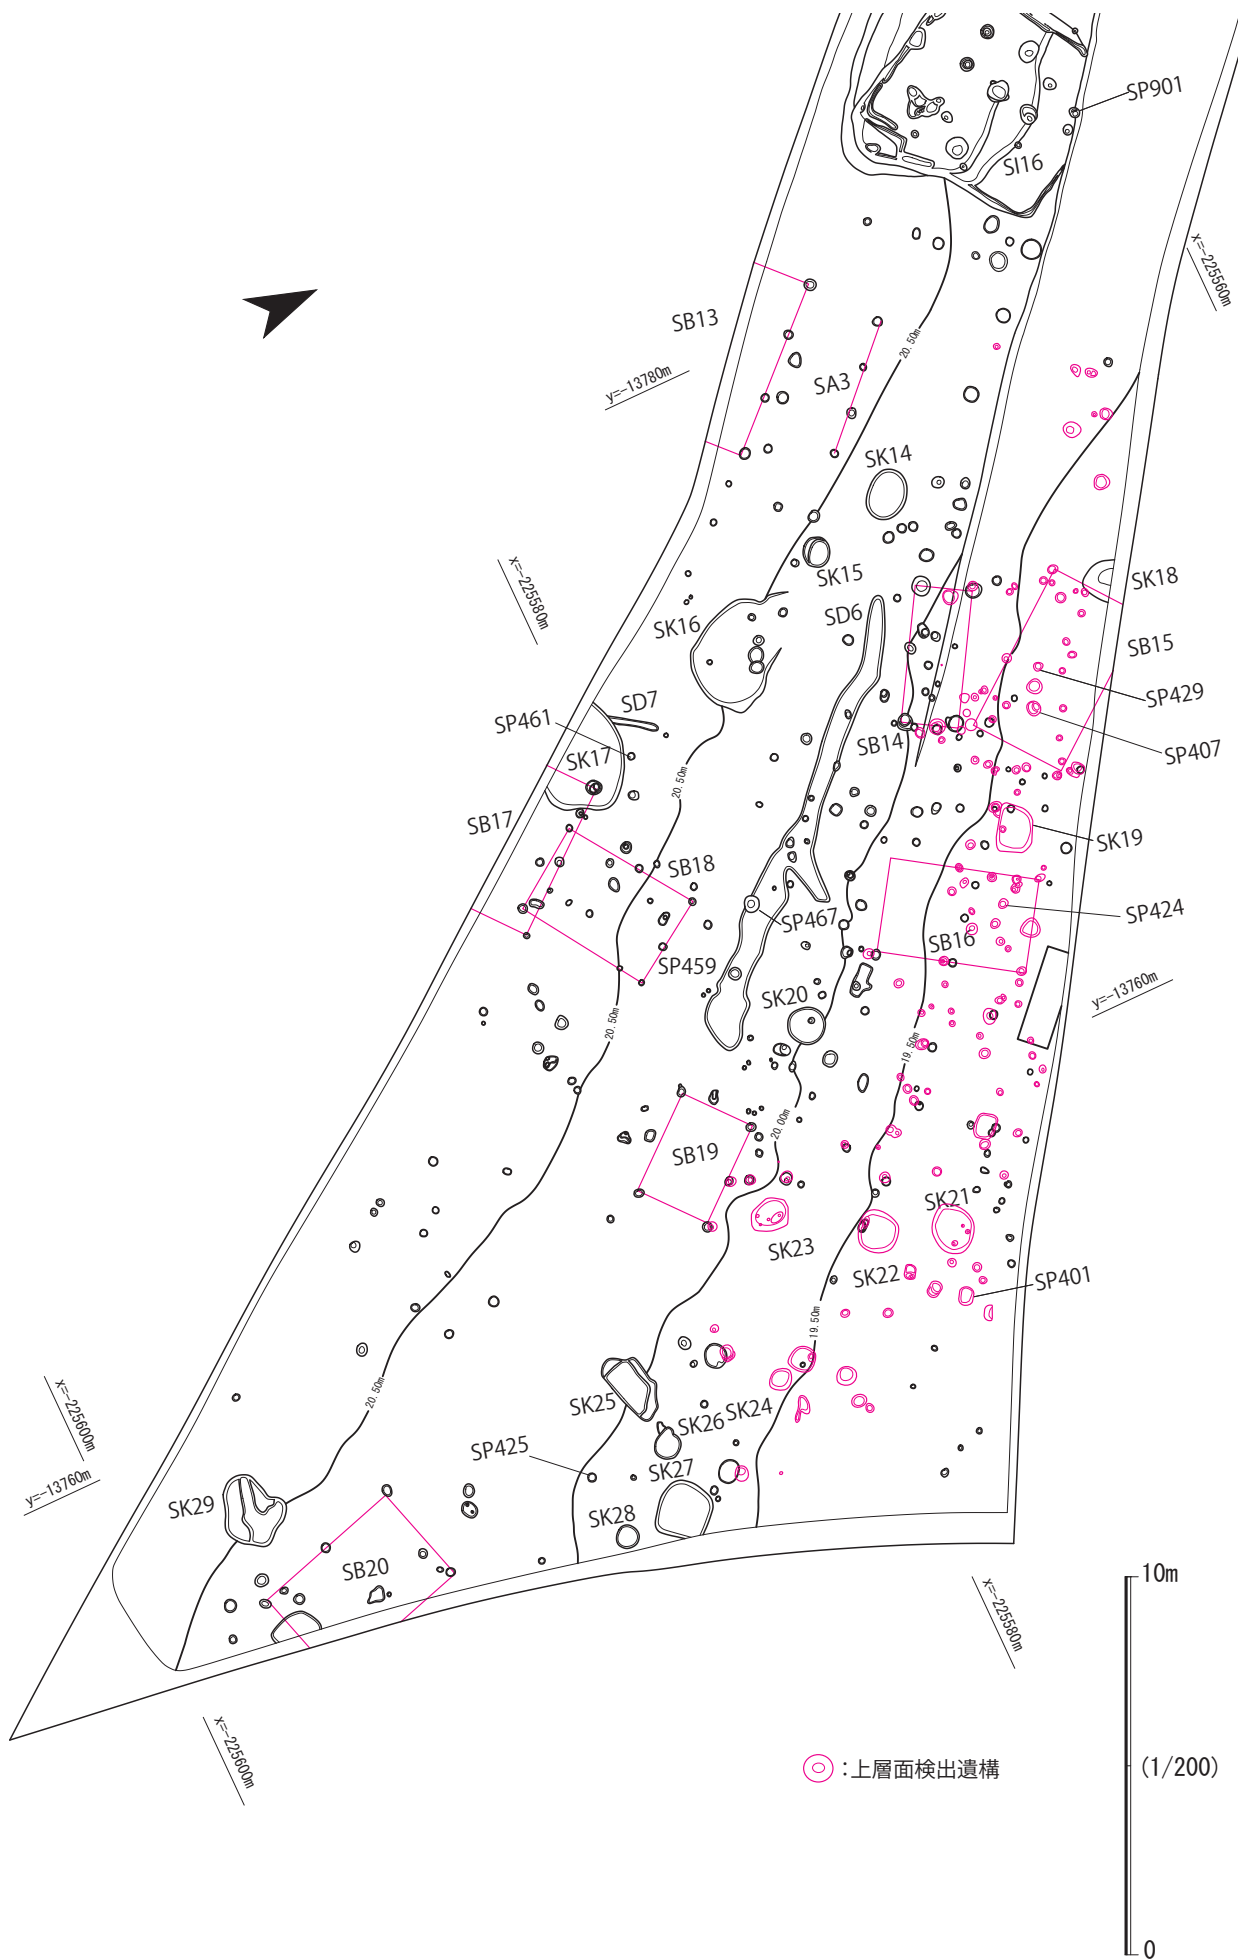 SP901
SI16
x=-225560m
SB13
20.50m
SA3
y=-13780m
SK14
x=-225580m
SK15
SK18
SK16
SD6
SB15
SP429
SD7
SP461
SB14
SP407
SK17
20.50m
SB17
SK19
SB18
SP467
SP424
SB16
SP459
SK20
y=-13760m
20.50m
19.50m
20.00m
SB19
SK21
SK23
SK22
SP401
19.50m
20.50m
x=-225600m
SK25
SK26
SK24
SP425
SK27
y=-13760m
SK29
SK28
SB20
x=-225580m
10m
x=-225600m
:上層面検出遺構
(1/200)
0